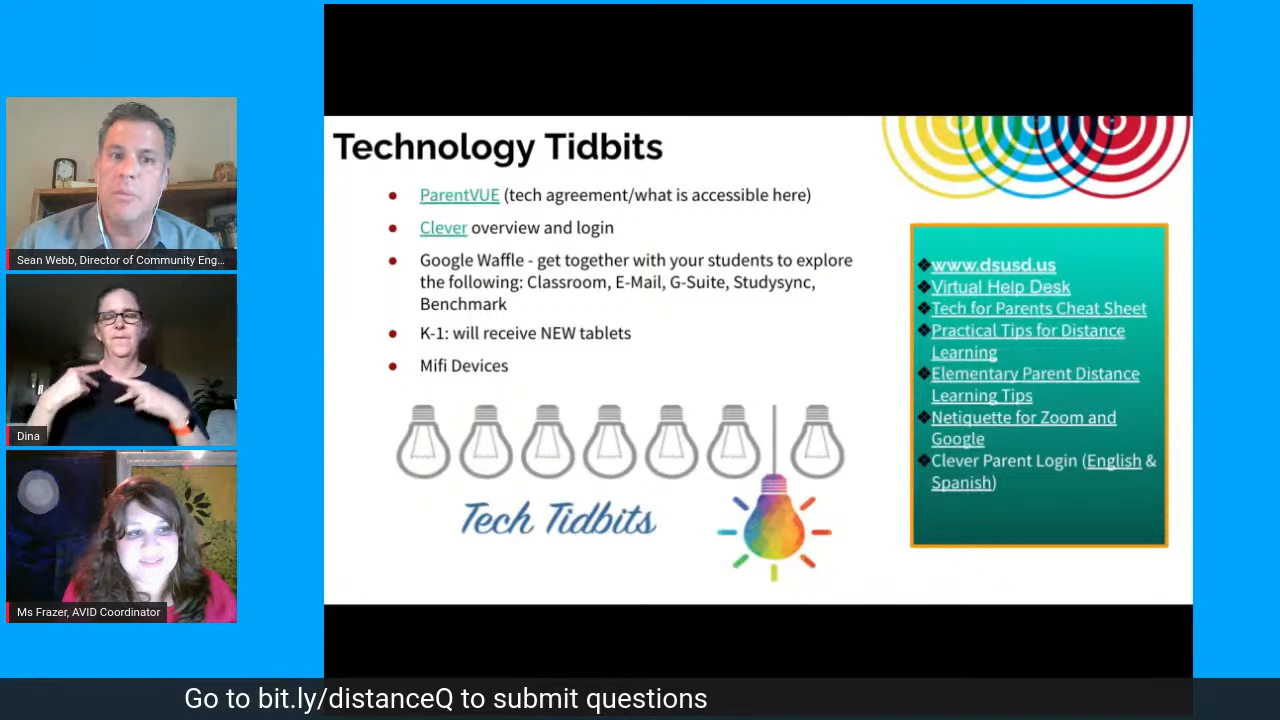 Technology Tidbits
ParentVUE (tech agreement/what is accessible here)
Clever overview and login
Google Waffle - get together with your students to explore
the following: Classroom, E-Mail, G-Suite, Studysync,
Benchmark
K-1: will receive NEW tablets
Mifi Devices
Tech Tidbits
www.dsusd.us
Virtual Help Desk
Tech for Parents Cheat Sheet
Practical Tips for Distance
Learning
Elementary Parent Distance
Learning Tips
Netiquette for Zoom and
Google
Clever Parent Login (English &
Spanish)
Sean Webb, Director of Community Eng...
Dina
Ms Frazer, AVID Coordinator
Go to bit.ly/distanceQ to submit questions